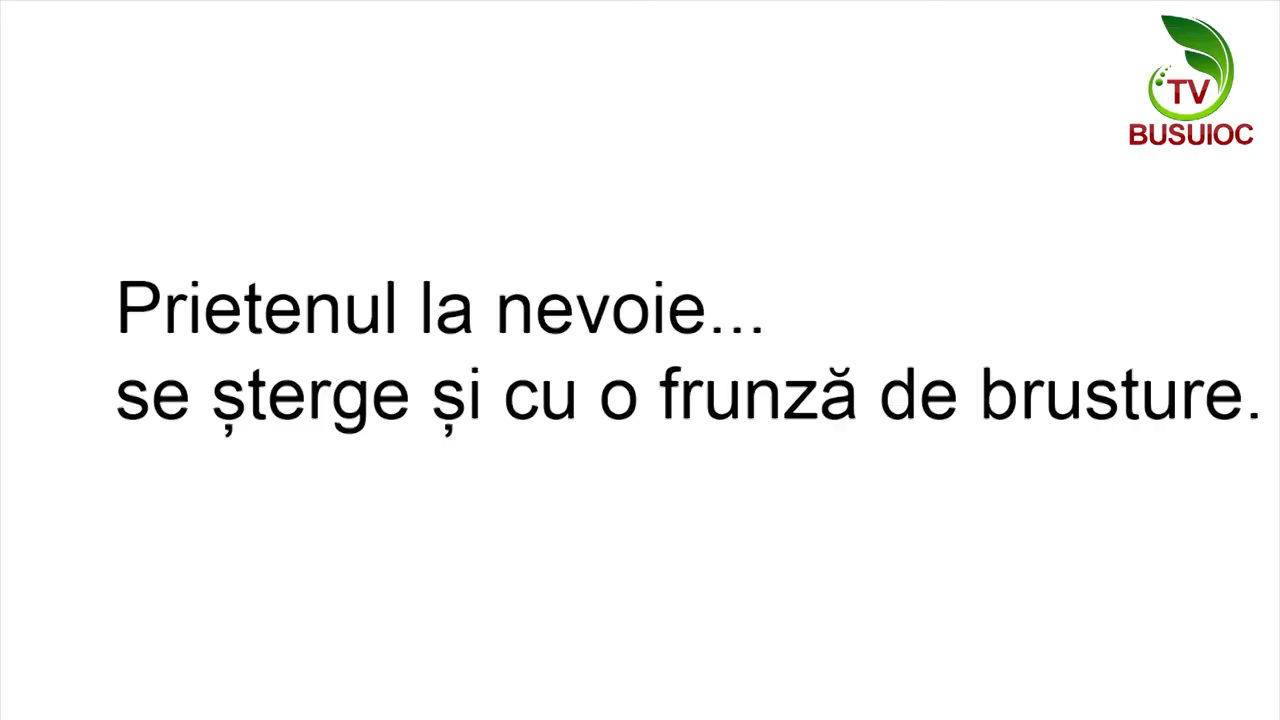 TV
BUSUIOC
Prietenul la nevoie...
se șterge și cu o frunză de brusture.